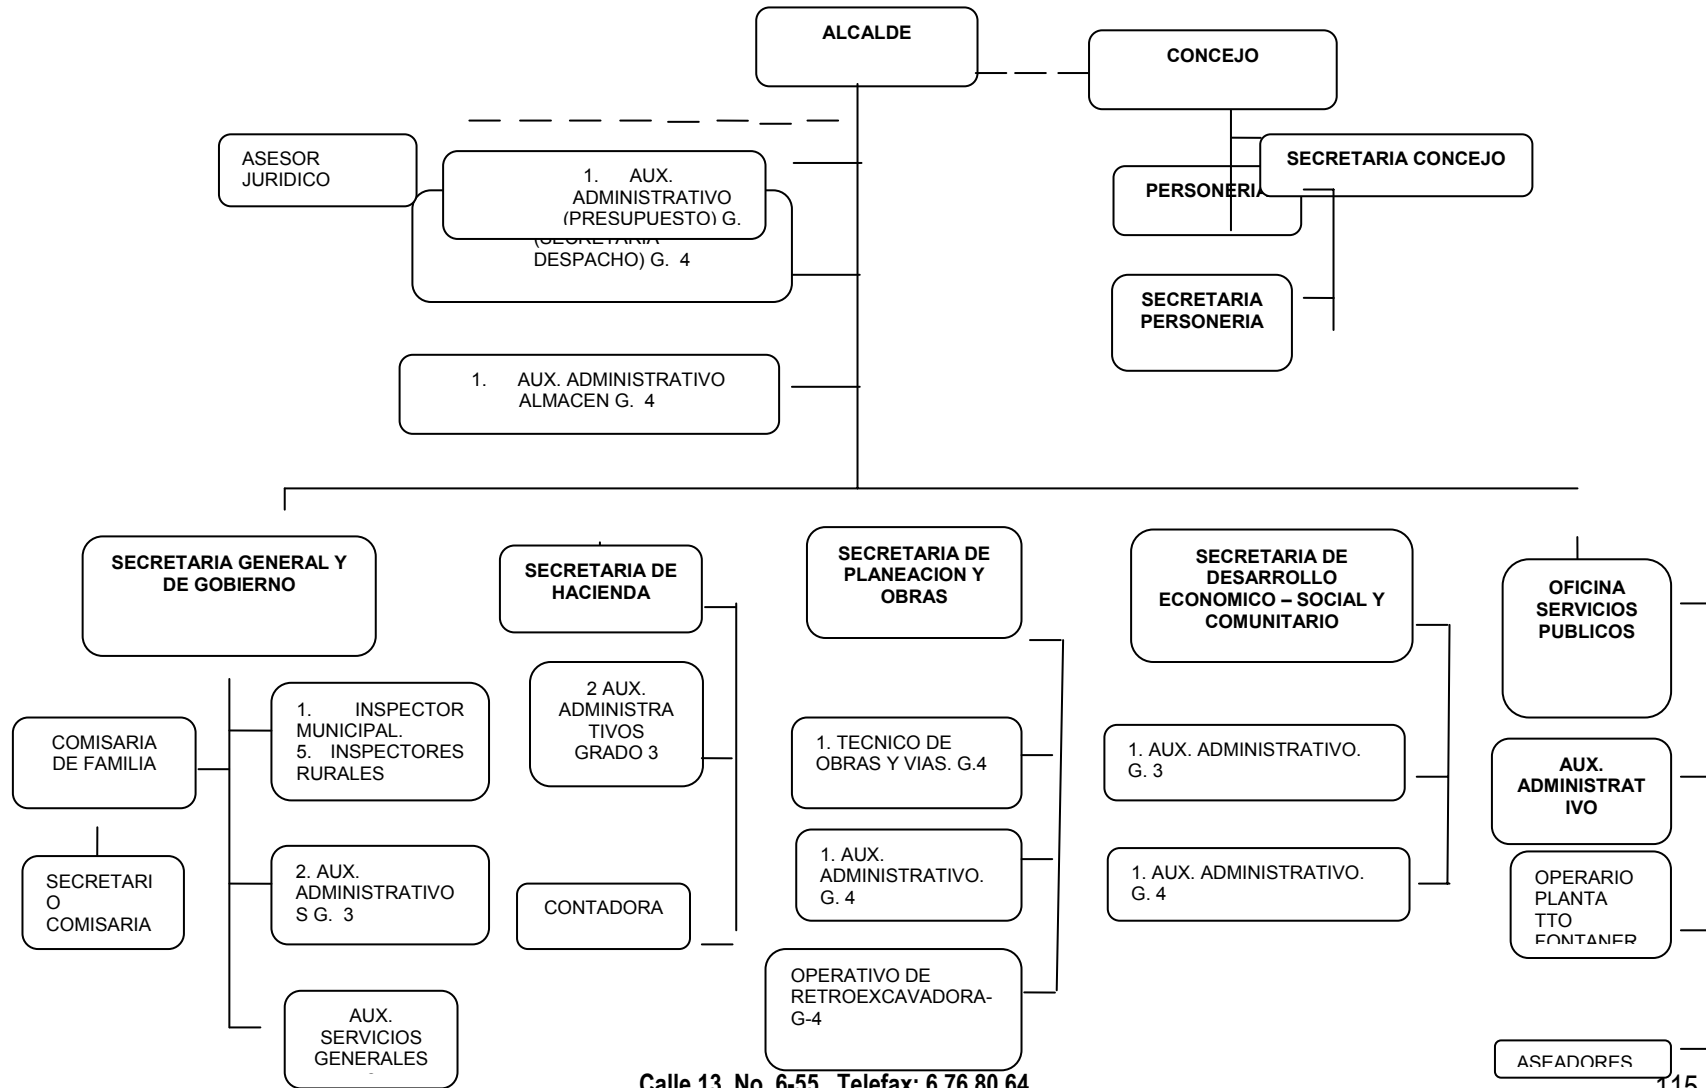 ALCALDE
CONCEJO
ASESOR
JURIDICO
1. AUX.
ADMINISTRATIVO
(PRESUPUESTO) G.
(SECRETARIA
DESPACHO) G. 4
SECRETARIA CONCEJO
PERSONERIA
SECRETARIA
PERSONERIA
1. AUX. ADMINISTRATIVO
ALMACEN G. 4
SECRETARIA GENERAL Y
DE GOBIERNO
SECRETARIA DE
HACIENDA
SECRETARIA DE
PLANEACION Y
OBRAS
SECRETARIA DE
DESARROLLO
ECONOMICO – SOCIAL Y
COMUNITARIO
OFICINA
SERVICIOS
PUBLICOS
COMISARIA
DE FAMILIA
1. INSPECTOR
MUNICIPAL.
5. INSPECTORES
RURALES
2 AUX.
ADMINISTRA
TIVOS
GRADO 3
1. TECNICO DE
OBRAS Y VIAS. G.4
1. AUX. ADMINISTRATIVO.
G. 3
AUX.
ADMINISTRAT
IVO
SECRETARI
O
COMISARIA
2. AUX.
ADMINISTRATIVO
S G. 3
CONTADORA
1. AUX.
ADMINISTRATIVO.
G. 4
1. AUX. ADMINISTRATIVO.
G. 4
OPERARIO
PLANTA
TTO
FONTANER
AUX.
SERVICIOS
GENERALES
OPERATIVO DE
RETROEXCAVADORA-
G-4
ASEADORES
Calle 13 No. 6-55 Telefax: 6 76 80 64
115